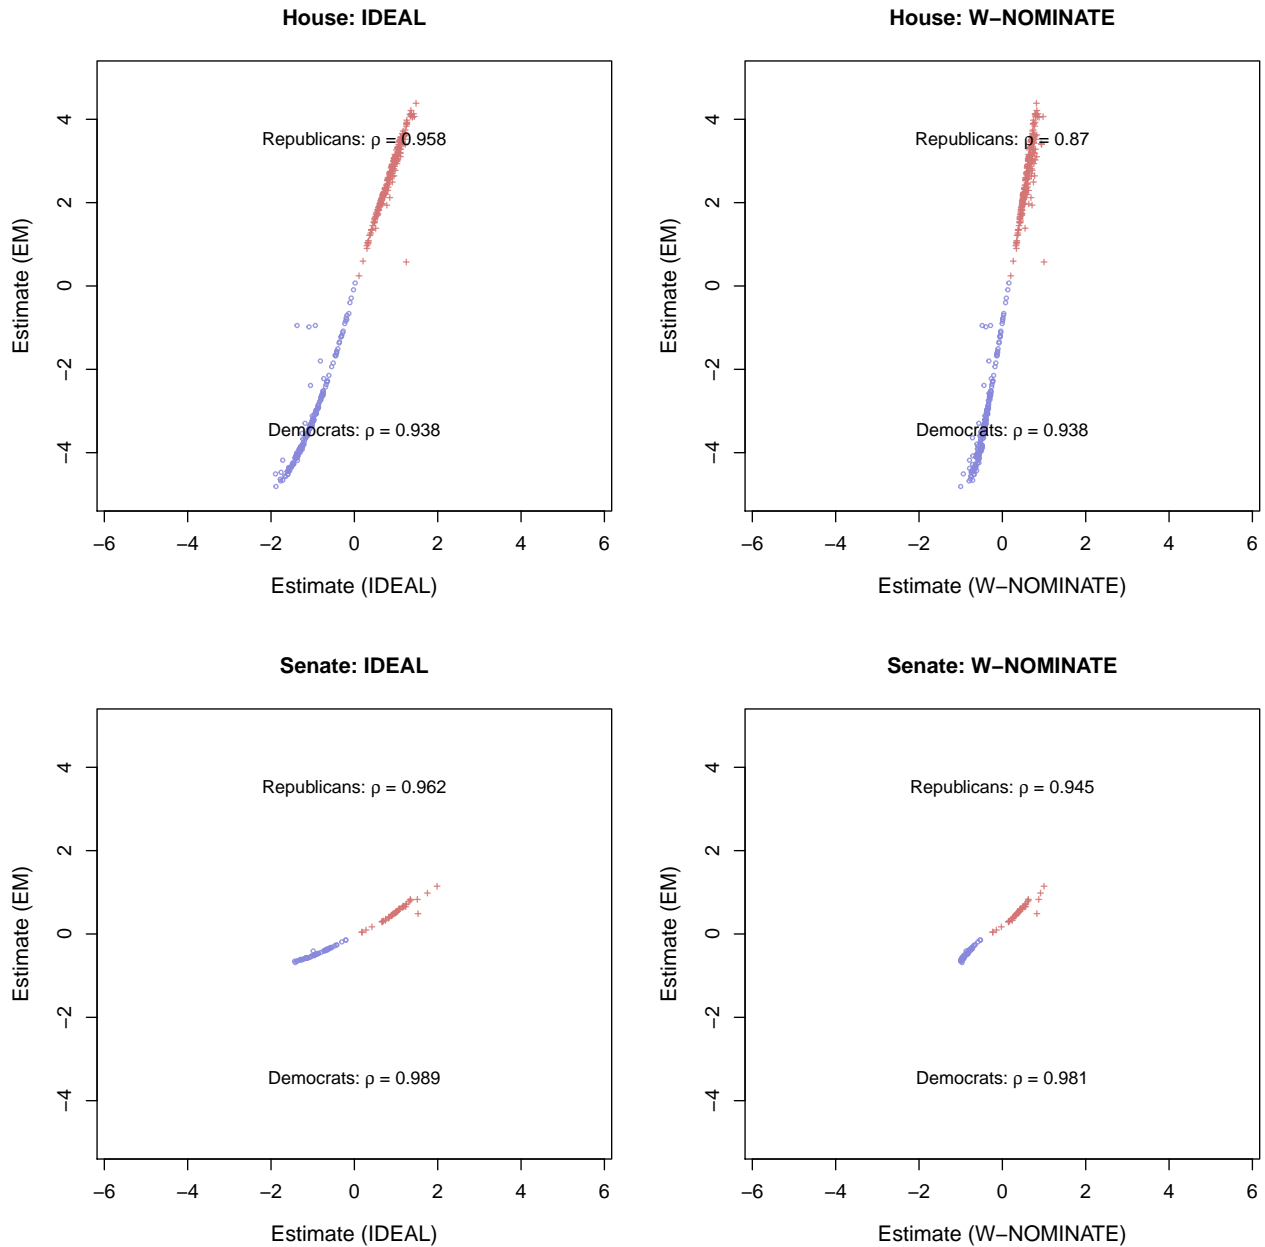 House: IDEAL
4
2
0
−2
−4
Estimate (EM)
Republicans: ρ = 0.958
Democrats: ρ = 0.938
−6 −4 −2 0 2 4 6
Estimate (IDEAL)
House: W−NOMINATE
4
2
0
−2
−4
Estimate (EM)
Republicans: ρ = 0.87
Democrats: ρ = 0.938
−6 −4 −2 0 2 4 6
Estimate (W−NOMINATE)
Senate: IDEAL
4
2
0
−2
−4
Estimate (EM)
Republicans: ρ = 0.962
Democrats: ρ = 0.989
−6 −4 −2 0 2 4 6
Estimate (IDEAL)
Senate: W−NOMINATE
4
2
0
−2
−4
Estimate (EM)
Republicans: ρ = 0.945
Democrats: ρ = 0.981
−6 −4 −2 0 2 4 6
Estimate (W−NOMINATE)